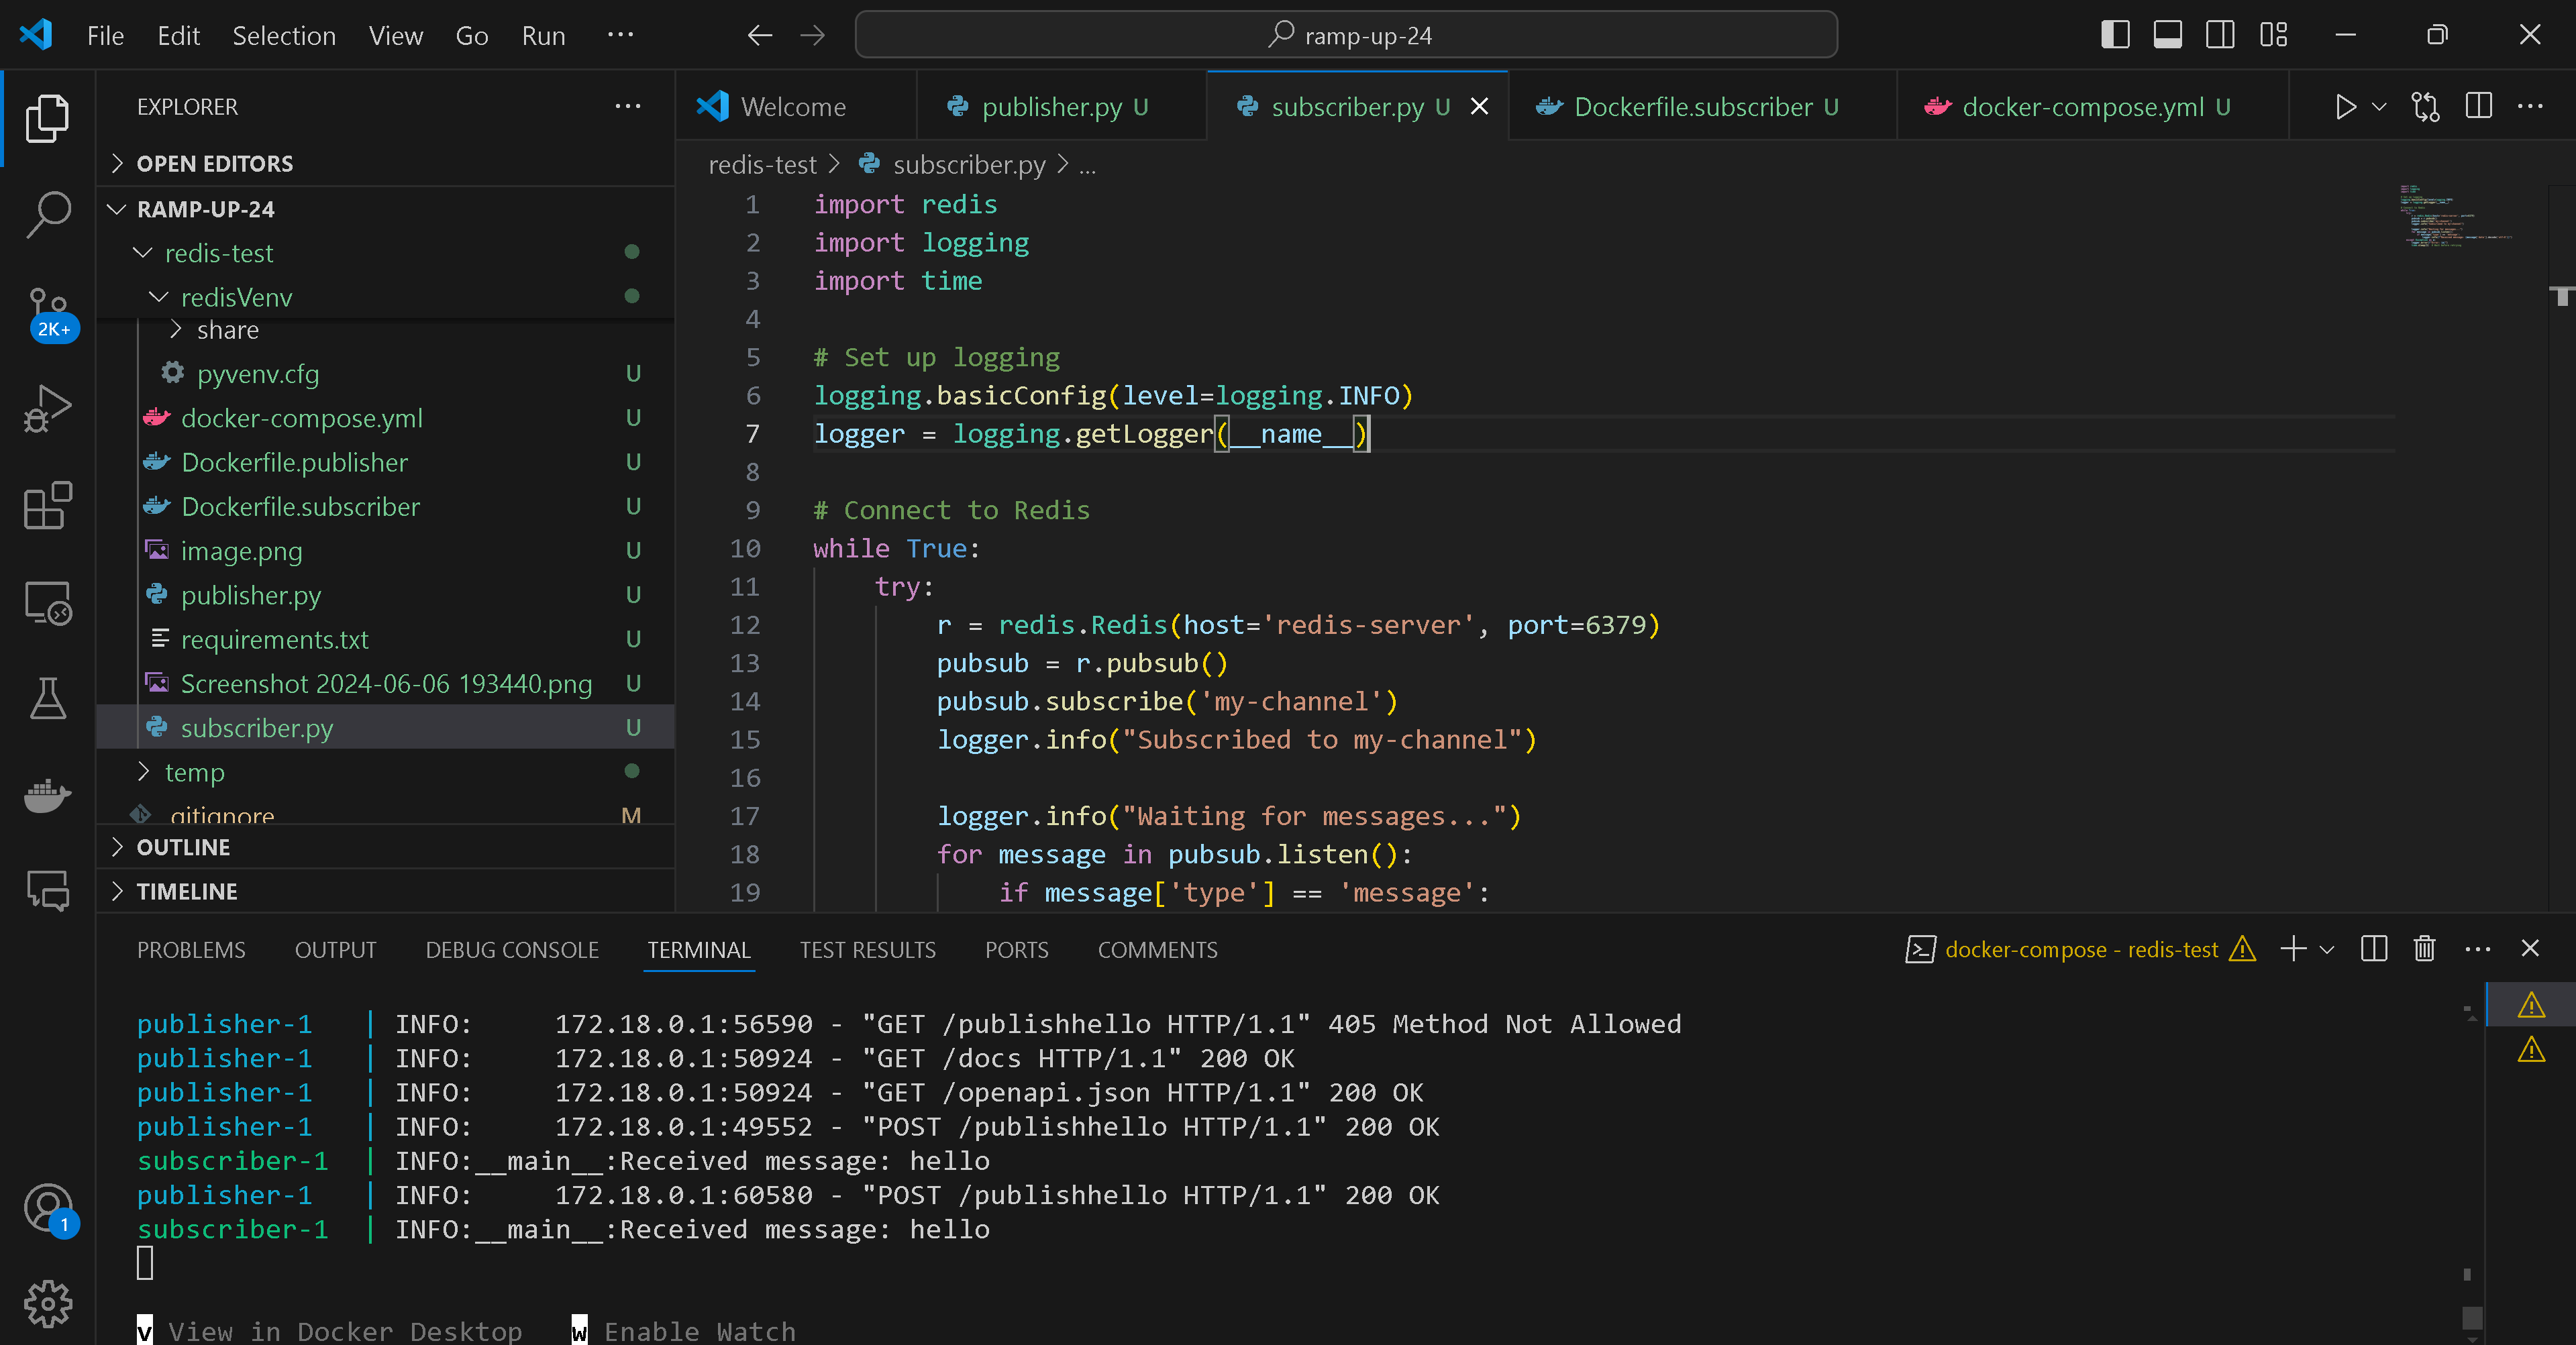 File Edit Selection View Go Run ...
ramp-up-24
EXPLORER
OPEN EDITORS
RAMP-UP-24
redis-test
redisVenv
share
pyvenv.cfg U
docker-compose.yml U
Dockerfile.publisher U
Dockerfile.subscriber U
image.png U
publisher.py U
requirements.txt U
Screenshot 2024-06-06 193440.png U
subscriber.py U
temp
.gitignore M
OUTLINE
TIMELINE
2K+
1
Welcome
publisher.py U
subscriber.py U
Dockerfile.subscriber U
docker-compose.yml U
redis-test > subscriber.py > ...
1 import redis
2 import logging
3 import time
4
5 # Set up logging
6 logging.basicConfig(level=logging.INFO)
7 logger = logging.getLogger(__name__)
8
9 # Connect to Redis
10 while True:
11 try:
12 r = redis.Redis(host='redis-server', port=6379)
13 pubsub = r.pubsub()
14 pubsub.subscribe('my-channel')
15 logger.info("Subscribed to my-channel")
16
17 logger.info("Waiting for messages...")
18 for message in pubsub.listen():
19 if message['type'] == 'message':
PROBLEMS OUTPUT DEBUG CONSOLE TERMINAL TEST RESULTS PORTS COMMENTS
docker-compose - redis-test
publisher-1 | INFO: 172.18.0.1:56590 - "GET /publishhello HTTP/1.1" 405 Method Not Allowed
publisher-1 | INFO: 172.18.0.1:50924 - "GET /docs HTTP/1.1" 200 OK
publisher-1 | INFO: 172.18.0.1:50924 - "GET /openapi.json HTTP/1.1" 200 OK
publisher-1 | INFO: 172.18.0.1:49552 - "POST /publishhello HTTP/1.1" 200 OK
subscriber-1 | INFO:__main__:Received message: hello
publisher-1 | INFO: 172.18.0.1:60580 - "POST /publishhello HTTP/1.1" 200 OK
subscriber-1 | INFO:__main__:Received message: hello
v View in Docker Desktop w Enable Watch